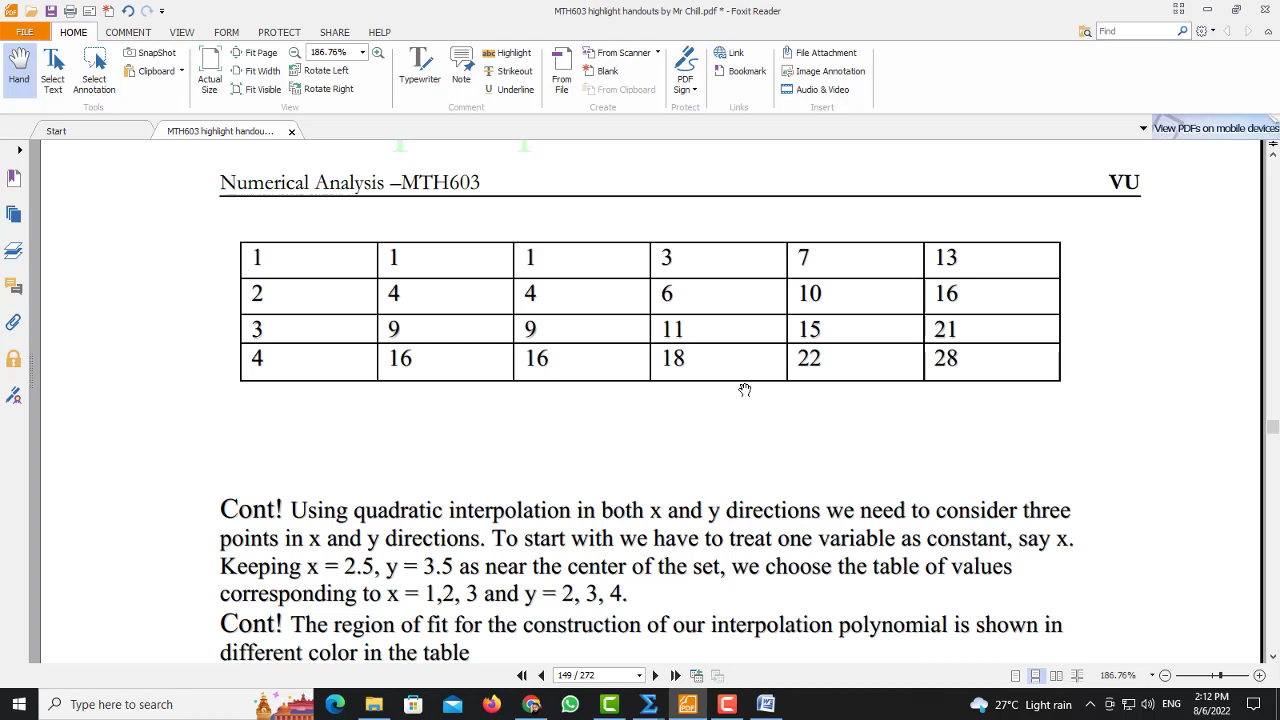 MTH603 highlight handouts by Mr Chill.pdf * - Foxit Reader
FILE HOME COMMENT VIEW FORM PROTECT SHARE HELP
Find
Hand
Select Text
Select Annotation
SnapShot
Clipboard
Tools
Actual Size
Fit Page
Fit Width
Fit Visible
186.76%
Rotate Left
Rotate Right
View
Typewriter
Note
Highlight
Strikeout
Underline
Comment
From File
From Scanner
Blank
From Clipboard
Create
PDF Sign
Protect
Link
Bookmark
Links
File Attachment
Image Annotation
Audio & Video
Insert
Start
MTH603 highlight handou...
View PDFs on mobile devices
Numerical Analysis –MTH603 VU
1 1 1 3 7 13
2 4 4 6 10 16
3 9 9 11 15 21
4 16 16 18 22 28
Cont! Using quadratic interpolation in both x and y directions we need to consider three
points in x and y directions. To start with we have to treat one variable as constant, say x.
Keeping x = 2.5, y = 3.5 as near the center of the set, we choose the table of values
corresponding to x = 1,2, 3 and y = 2, 3, 4.
Cont! The region of fit for the construction of our interpolation polynomial is shown in
different color in the table
149 / 272
186.76%
Type here to search
27°C Light rain
ENG
2:12 PM
8/6/2022